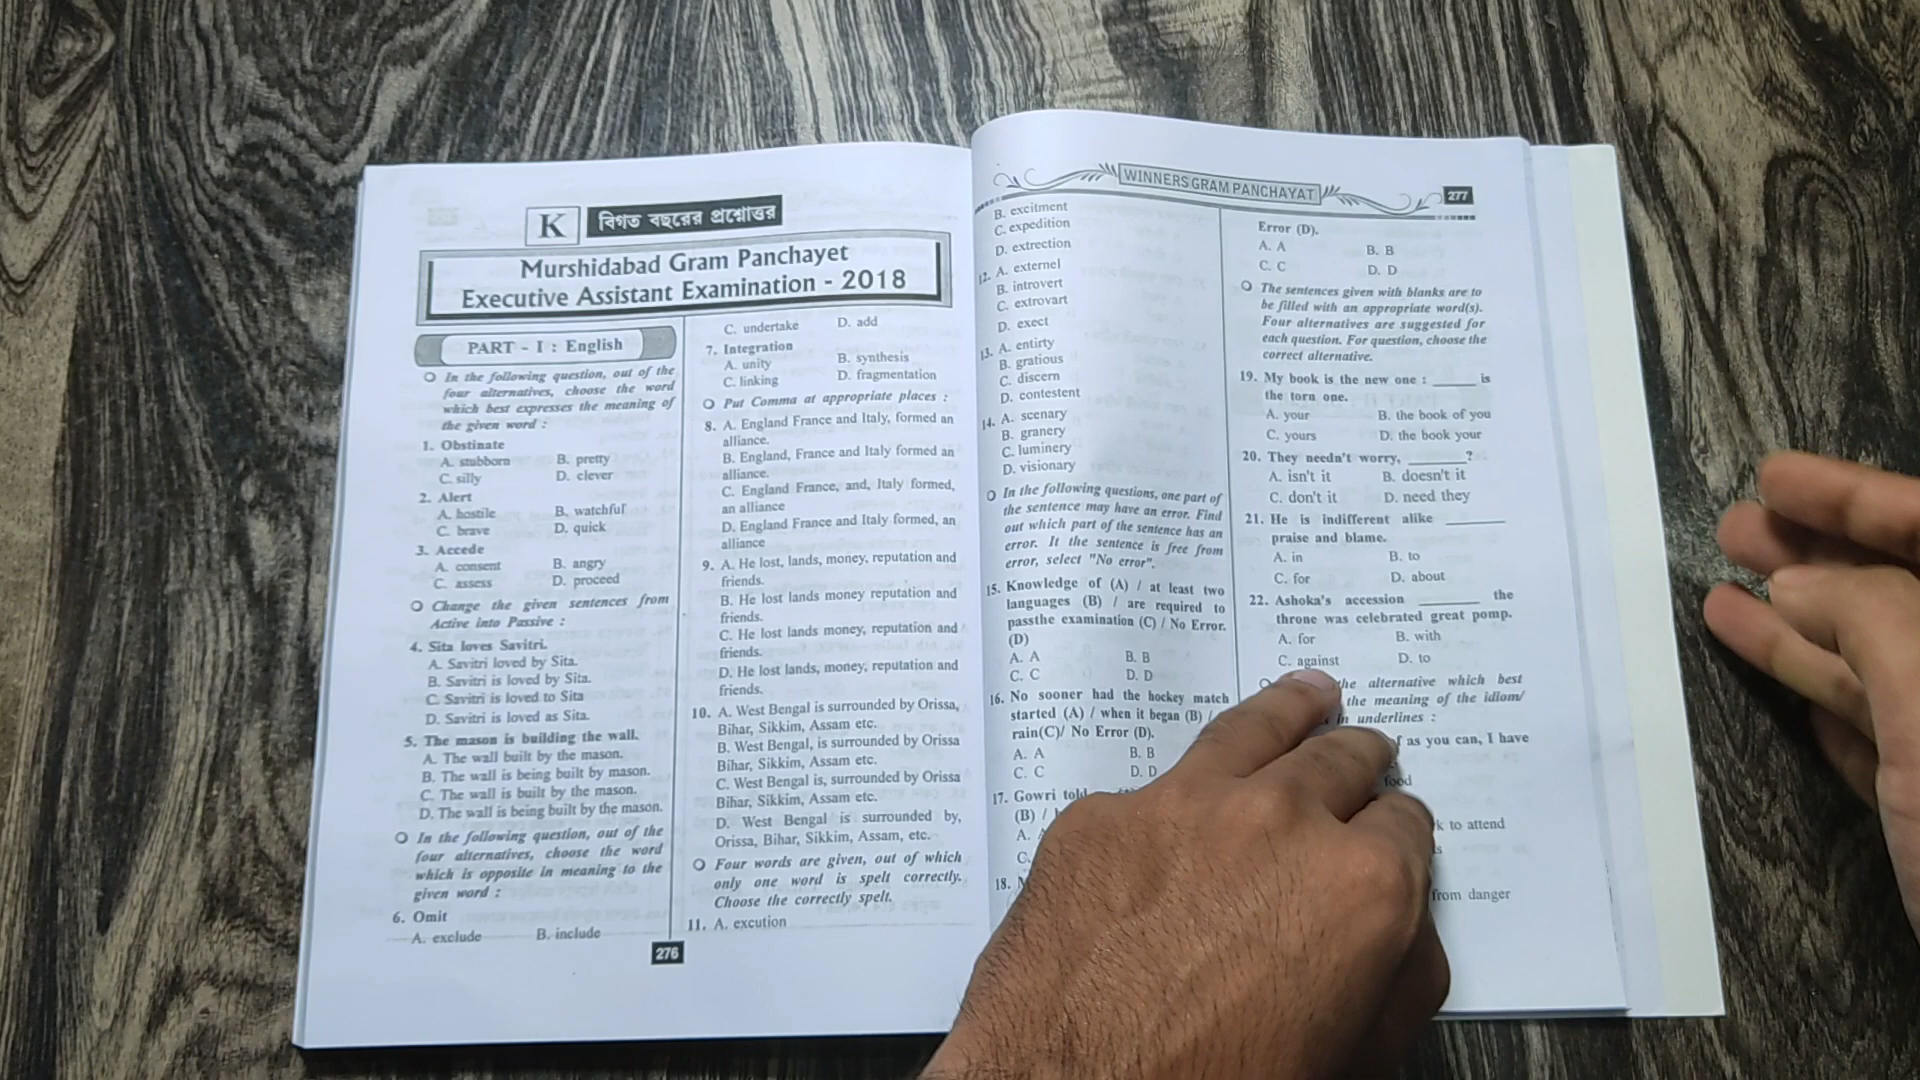 K বিগত বছরের প্রশ্নোত্তর
Murshidabad Gram Panchayet
Executive Assistant Examination - 2018
PART - I : English
In the following question, out of the
four alternatives, choose the word
which best expresses the meaning of
the given word :
1. Obstinate
A. stubborn B. pretty
C. silly D. clever
2. Alert
A. hostile B. watchful
C. brave D. quick
3. Accede
A. consent B. angry
C. assess D. proceed
Change the given sentences from
Active into Passive :
4. Sita loves Savitri.
A. Savitri loved by Sita.
B. Savitri is loved by Sita.
C. Savitri is loved to Sita
D. Savitri is loved as Sita.
5. The mason is building the wall.
A. The wall built by the mason.
B. The wall is being built by mason.
C. The wall is built by the mason.
D. The wall is being built by the mason.
In the following question, out of the
four alternatives, choose the word
which is opposite in meaning to the
given word :
6. Omit
A. exclude B. include
C. undertake D. add
7. Integration
A. unity B. synthesis
C. linking D. fragmentation
Put Comma at appropriate places :
8. A. England France and Italy, formed an
alliance.
B. England, France and Italy formed an
alliance.
C. England France, and, Italy formed,
an alliance
D. England France and Italy formed, an
alliance
9. A. He lost, lands, money, reputation and
friends.
B. He lost lands money reputation and
friends.
C. He lost lands money, reputation and
friends.
D. He lost lands, money, reputation and
friends.
10. A. West Bengal is surrounded by Orissa,
Bihar, Sikkim, Assam etc.
B. West Bengal, is surrounded by Orissa
Bihar, Sikkim, Assam etc.
C. West Bengal is, surrounded by Orissa
Bihar, Sikkim, Assam etc.
D. West Bengal is surrounded by,
Orissa, Bihar, Sikkim, Assam, etc.
Four words are given, out of which
only one word is spelt correctly.
Choose the correctly spelt.
11. A. excution
276
WINNERS GRAM PANCHAYAT
277
B. excitment
C. expedition
D. extrection
12. A. externel
B. introvert
C. extrovart
D. exect
13. A. entirty
B. gratious
C. discern
D. contestent
14. A. scenary
B. granery
C. luminery
D. visionary
In the following questions, one part of
the sentence may have an error. Find
out which part of the sentence has an
error. It the sentence is free from
error, select "No error".
15. Knowledge of (A) / at least two
languages (B) / are required to
passthe examination (C) / No Error.
(D)
A. A B. B
C. C D. D
16. No sooner had the hockey match
started (A) / when it began (B) /
rain(C)/ No Error (D).
A. A B. B
C. C D. D
17. Gowri told
(B) /
A.
C.
18.
Error (D).
A. A B. B
C. C D. D
The sentences given with blanks are to
be filled with an appropriate word(s).
Four alternatives are suggested for
each question. For question, choose the
correct alternative.
19. My book is the new one : _____ is
the torn one.
A. your B. the book of you
C. yours D. the book your
20. They needn't worry, _______?
A. isn't it B. doesn't it
C. don't it D. need they
21. He is indifferent alike _______
praise and blame.
A. in B. to
C. for D. about
22. Ashoka's accession _______ the
throne was celebrated great pomp.
A. for B. with
C. against D. to
the alternative which best
the meaning of the idiom/
in underlines :
as you can, I have
food
to attend
from danger